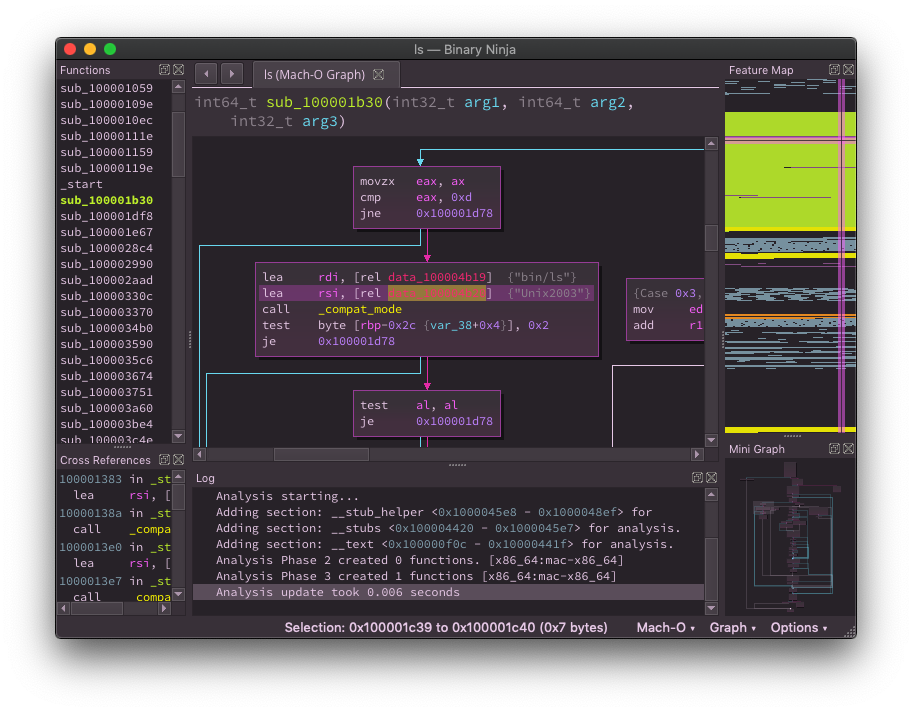 ls — Binary Ninja
Functions
sub_100001059
sub_10000109e
sub_1000010ec
sub_10000111e
sub_100001159
sub_10000119e
_start
sub_100001b30
sub_100001df8
sub_100001e67
sub_1000028c4
sub_100002990
sub_100002aad
sub_10000330c
sub_100003370
sub_1000034b0
sub_100003590
sub_1000035c6
sub_100003674
sub_100003751
sub_100003a60
sub_100003be4
sub_100003c4e
Cross References
100001383 in _st
lea rsi, [
10000138a in _st
call _compa
1000013e0 in _st
lea rsi, [
1000013e7 in _st
call _compa
ls (Mach-O Graph)
int64_t sub_100001b30(int32_t arg1, int64_t arg2,
int32_t arg3)
movzx eax, ax
cmp eax, 0xd
jne 0x100001d78
lea rdi, [rel data_100004b19] {"bin/ls"}
lea rsi, [rel ] {"Unix2003"}
call _compat_mode
test byte [rbp-0x2c {var_38+0x4}], 0x2
je 0x100001d78
{Case 0x3,
mov ed
add r1
test al, al
je 0x100001d78
Log
Analysis starting...
Adding section: __stub_helper <0x1000045e8 - 0x1000048ef> for
Adding section: __stubs <0x100004420 - 0x1000045e7> for analysis.
Adding section: __text <0x100000f0c - 0x10000441f> for analysis.
Analysis Phase 2 created 0 functions. [x86_64:mac-x86_64]
Analysis Phase 3 created 1 functions [x86_64:mac-x86_64]
Analysis update took 0.006 seconds
Feature Map
Mini Graph
Selection: 0x100001c39 to 0x100001c40 (0x7 bytes)
Mach-O
Graph
Options